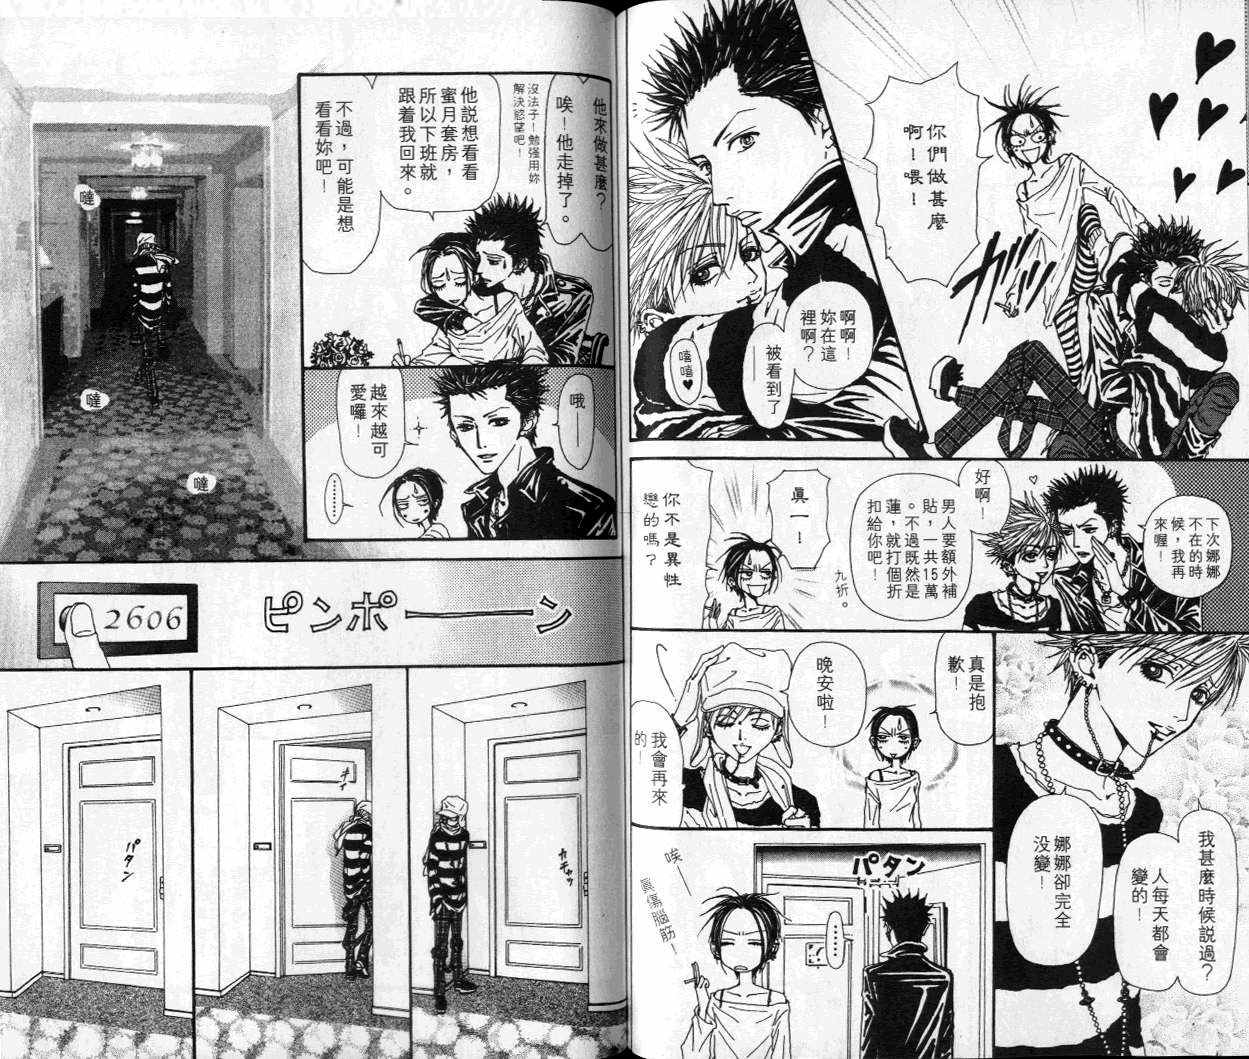 你們做甚麼
啊！喂！
啊啊！
妳在這
裡啊？
被看到了
——
嘻
嘻
♥
下次娜娜
不在的時
候，我再
來喔！
好啊！
男人要額外補
貼，一共15萬
。不過既然是
蓮，就打個折
扣給你吧！
九折。
真一！
你不是異性
戀的嗎？
我甚麼時候說過？
人每天都會
變的！
娜娜卻完全
没變！
真是抱
歉！
晚安啦！
我會再來
的！
パタン
……
唉——
真傷腦筋！
他來做甚麼？
唉！他走掉了。
沒法子！勉強用妳
解決慾望吧！
他說想看看
蜜月套房，
所以下班就
跟着我回來。
不過，可能是想
看看妳吧！
哦——
越來越可
愛囉！
……
噠
噠
噠
2606
ピンポーーン
カチャッ
キィ
パタン